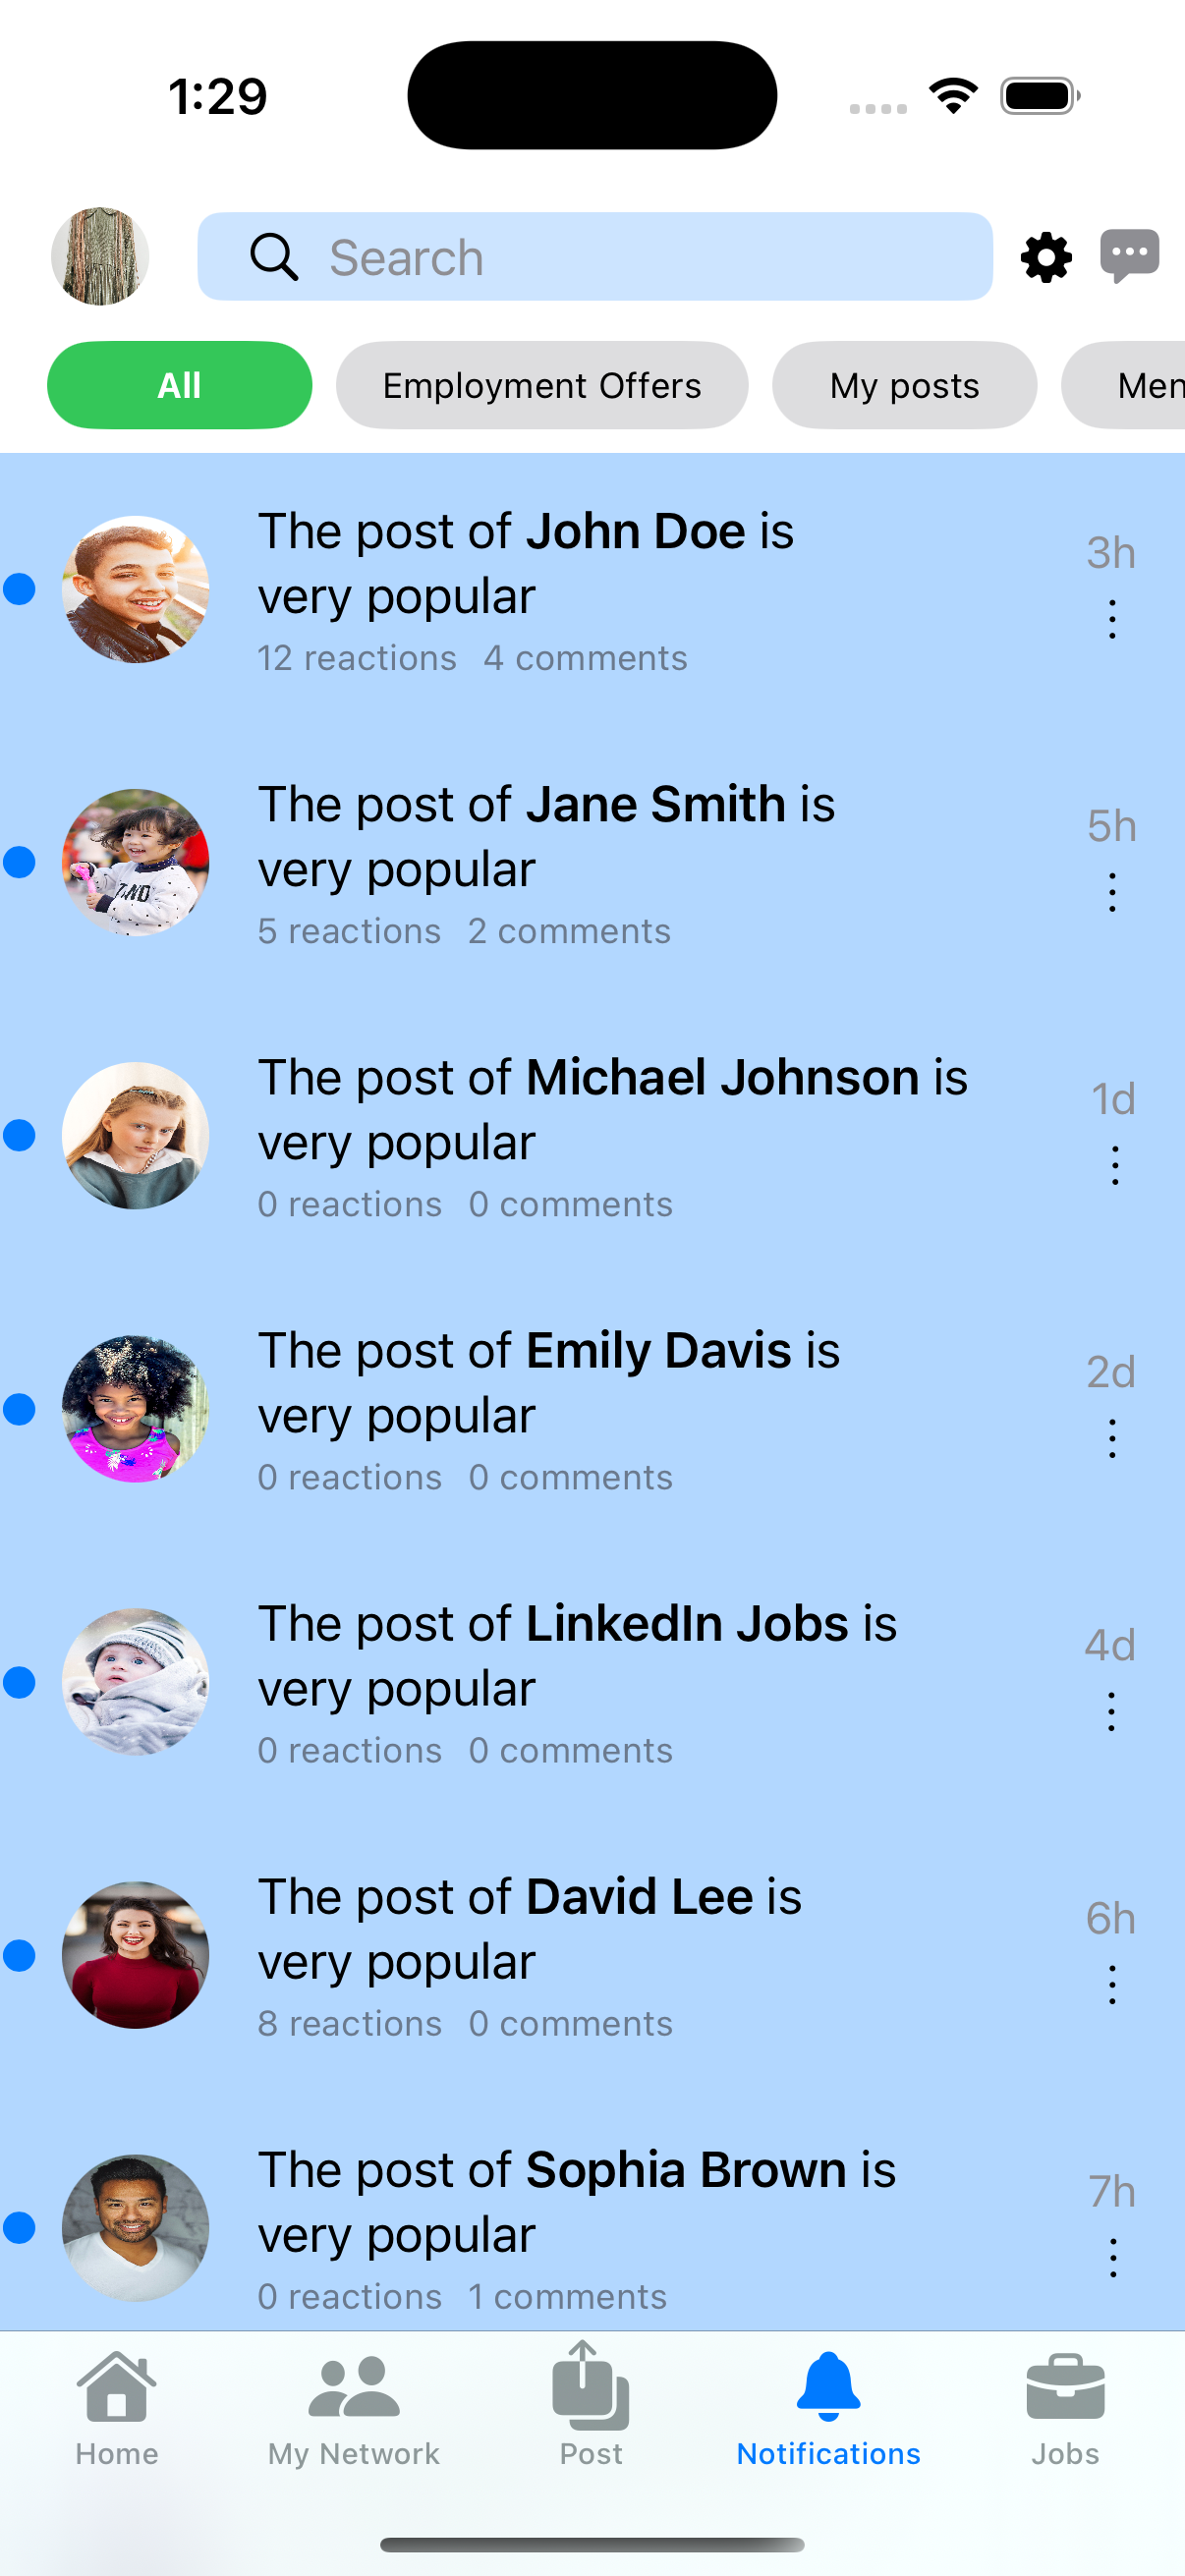 1:29
Search
All
Employment Offers
My posts
Men
The post of John Doe is
very popular
3h
12 reactions 4 comments
The post of Jane Smith is
very popular
5h
5 reactions 2 comments
The post of Michael Johnson is
very popular
1d
0 reactions 0 comments
The post of Emily Davis is
very popular
2d
0 reactions 0 comments
The post of LinkedIn Jobs is
very popular
4d
0 reactions 0 comments
The post of David Lee is
very popular
6h
8 reactions 0 comments
The post of Sophia Brown is
very popular
7h
0 reactions 1 comments
Home
My Network
Post
Notifications
Jobs